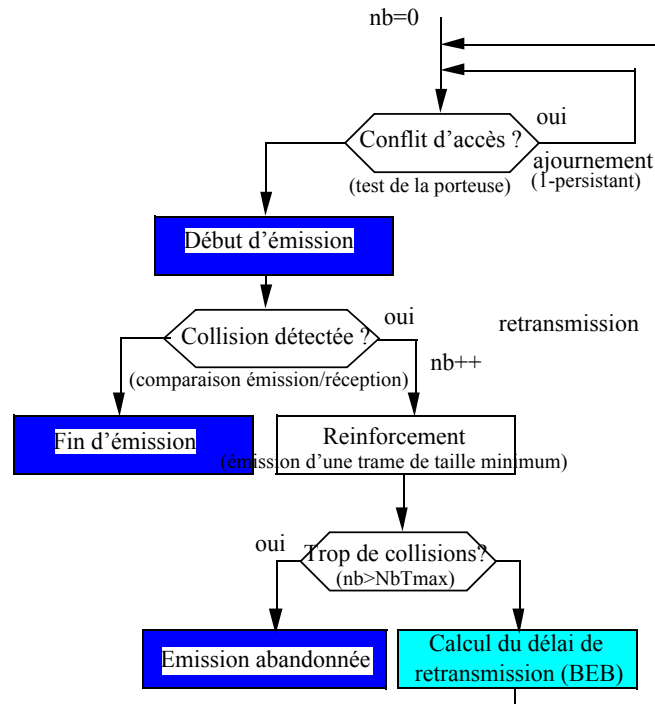 nb=0
oui
Conflit d'accès ?
ajournement
(test de la porteuse)
(1-persistant)
Début d'émission
oui
retransmission
Collision détectée ?
nb++
(comparaison émission/réception)
Fin d'émission
Reinforcement
(émission d'une trame de taille minimum)
oui
Trop de collisions?
(nb>NbTmax)
Emission abandonnée
Calcul du délai de
retransmission (BEB)